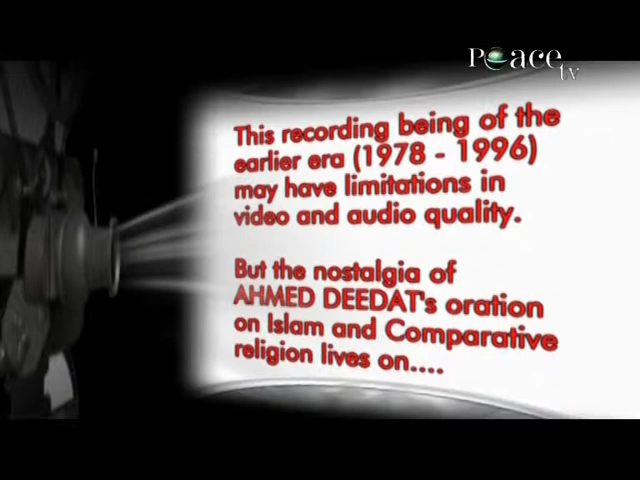 Peace
tv
This recording being of the
earlier era (1978 - 1996)
may have limitations in
video and audio quality.
But the nostalgia of
AHMED DEEDAT's oration
on Islam and Comparative
religion lives on....